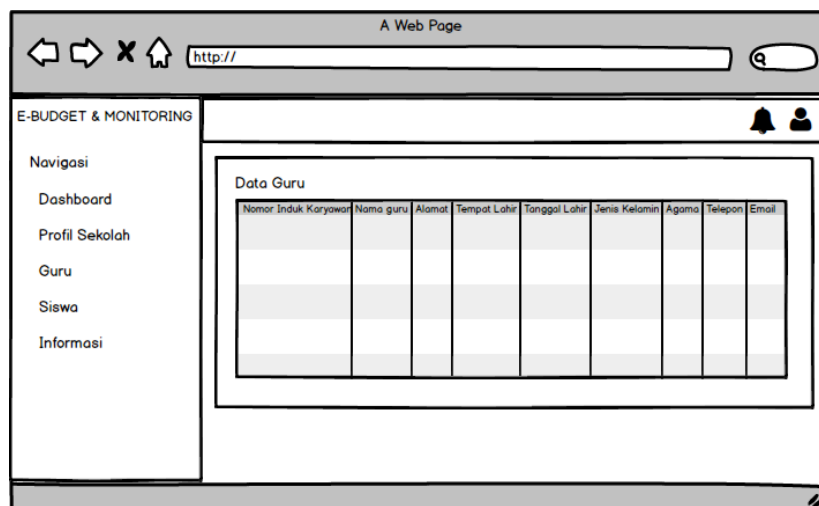 A Web Page
http://
E-BUDGET & MONITORING
Navigasi
Dashboard
Profil Sekolah
Guru
Siswa
Informasi
Data Guru
Nomor Induk Karyawan Nama guru Alamat Tempat Lahir Tanggal Lahir Jenis Kelamin Agama Telepon Email